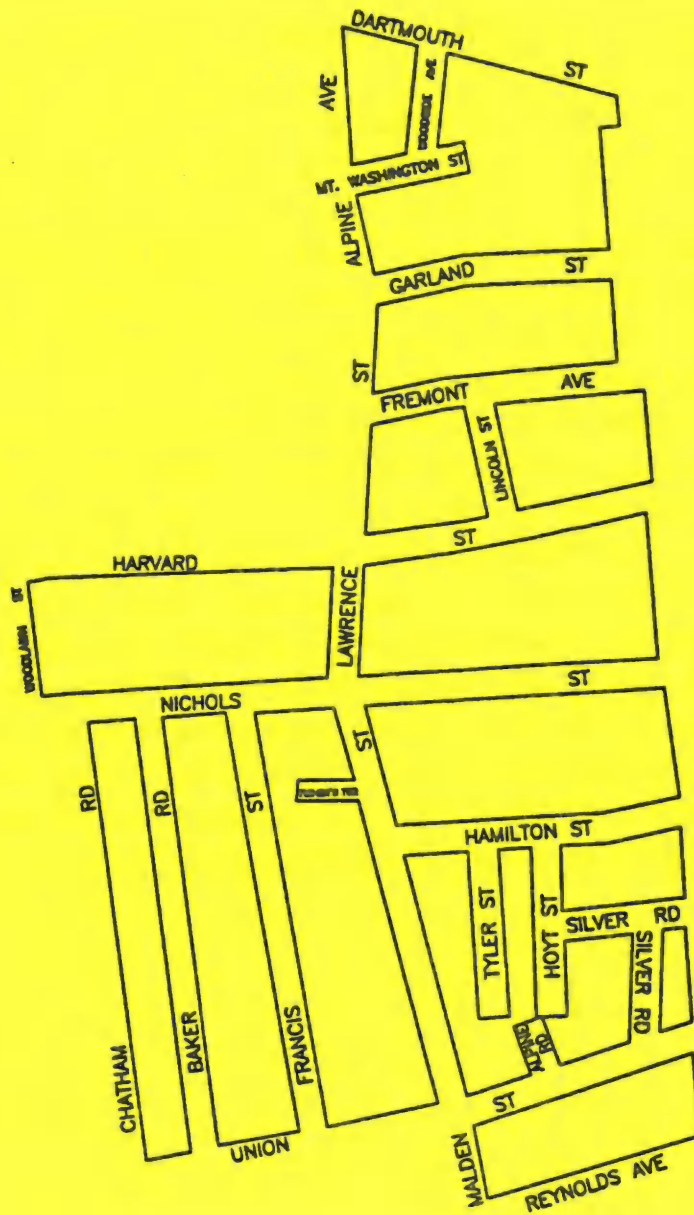 DARTMOUTH ST
AVE
WOODSIDE AVE
MT. WASHINGTON ST
ALPINE
GARLAND ST
ST
FREMONT AVE
LINCOLN ST
HARVARD ST
LAWRENCE
WOODLAWN ST
NICHOLS ST
RD
RD
ST
ST
HAMILTON ST
TYLER ST
HOYT ST
SILVER RD
SILVER RD
ALPINE RD
CHATHAM
BAKER
FRANCIS
UNION ST
MALDEN
REYNOLDS AVE